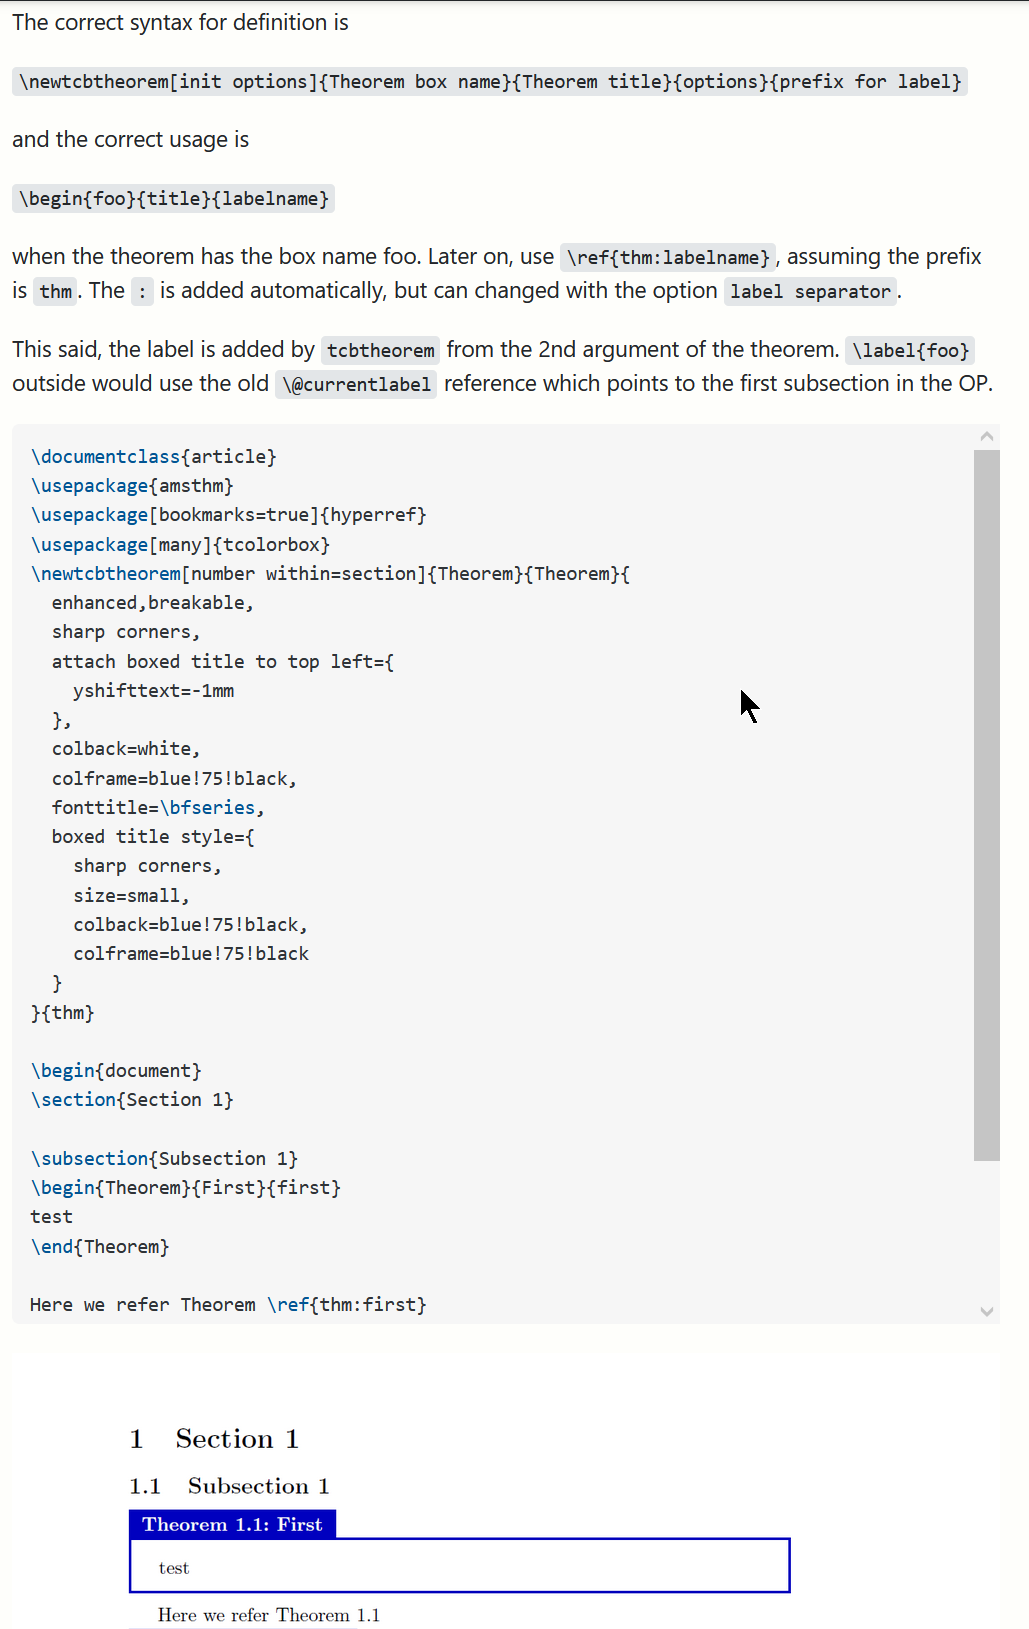 The correct syntax for definition is
\newtcbtheorem[init options]{Theorem box name}{Theorem title}{options}{prefix for label}
and the correct usage is
\begin{foo}{title}{labelname}
when the theorem has the box name foo. Later on, use \ref{thm:labelname}, assuming the prefix
is thm. The : is added automatically, but can changed with the option label separator.
This said, the label is added by tcbtheorem from the 2nd argument of the theorem. \label{foo}
outside would use the old \@currentlabel reference which points to the first subsection in the OP.
\documentclass{article}
\usepackage{amsthm}
\usepackage[bookmarks=true]{hyperref}
\usepackage[many]{tcolorbox}
\newtcbtheorem[number within=section]{Theorem}{Theorem}{
  enhanced,breakable,
  sharp corners,
  attach boxed title to top left={
    yshifttext=-1mm
  },
  colback=white,
  colframe=blue!75!black,
  fonttitle=\bfseries,
  boxed title style={
    sharp corners,
    size=small,
    colback=blue!75!black,
    colframe=blue!75!black
  }
}{thm}
\begin{document}
\section{Section 1}
\subsection{Subsection 1}
\begin{Theorem}{First}{first}
test
\end{Theorem}
Here we refer Theorem \ref{thm:first}
1 Section 1
1.1 Subsection 1
Theorem 1.1: First
test
Here we refer Theorem 1.1